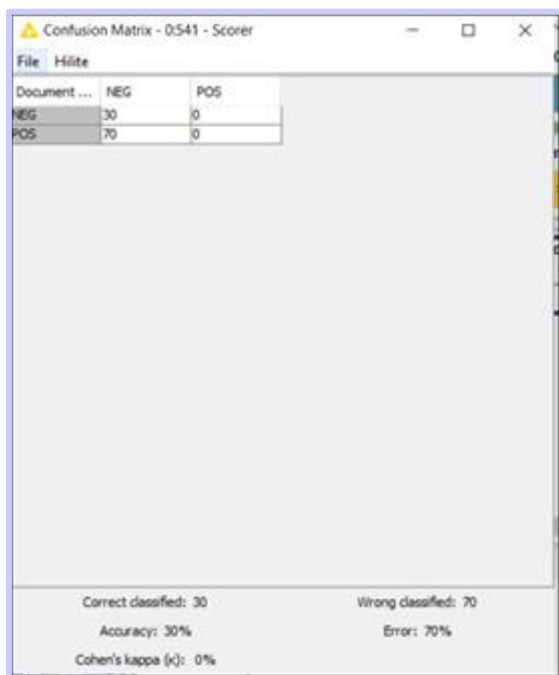 Confusion Matrix - 0:541 - Scorer
File Hilite
Document ... NEG POS
NEG 30 0
POS 70 0
Correct classified: 30 Wrong classified: 70
Accuracy: 30% Error: 70%
Cohen's kappa (κ): 0%